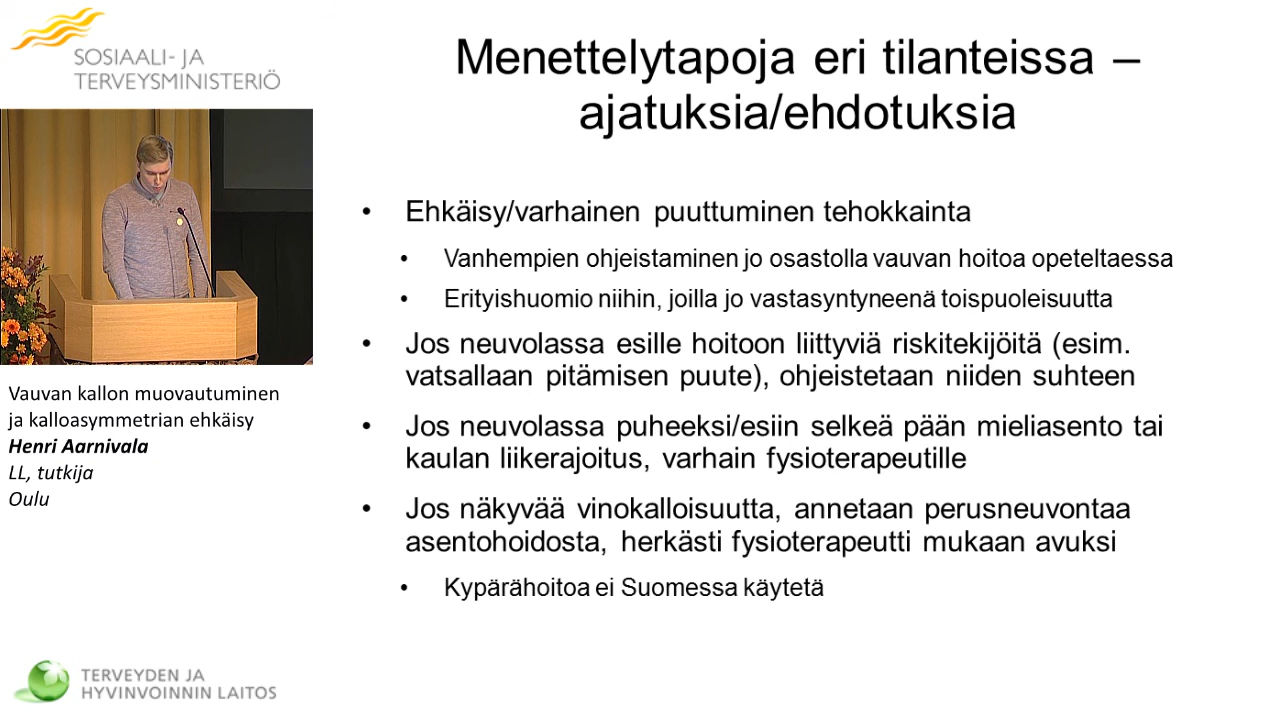 SOSIAALI- JA
TERVEYSMINISTERIÖ
Menettelytapoja eri tilanteissa –
ajatuksia/ehdotuksia
• Ehkäisy/varhainen puuttuminen tehokkainta
• Vanhempien ohjeistaminen jo osastolla vauvan hoitoa opeteltaessa
• Erityishuomio niihin, joilla jo vastasyntyneenä toispuoleisuutta
• Jos neuvolassa esille hoitoon liittyviä riskitekijöitä (esim.
vatsallaan pitämisen puute), ohjeistetaan niiden suhteen
• Jos neuvolassa puheeksi/esiin selkeä pään mieliasento tai
kaulan liikerajoitus, varhain fysioterapeutille
• Jos näkyvää vinokalloisuutta, annetaan perusneuvontaa
asentohoidosta, herkästi fysioterapeutti mukaan avuksi
• Kypärähoitoa ei Suomessa käytetä
Vauvan kallon muovautuminen
ja kalloasymmetrian ehkäisy
Henri Aarnivala
LL, tutkija
Oulu
TERVEYDEN JA
HYVINVOINNIN LAITOS